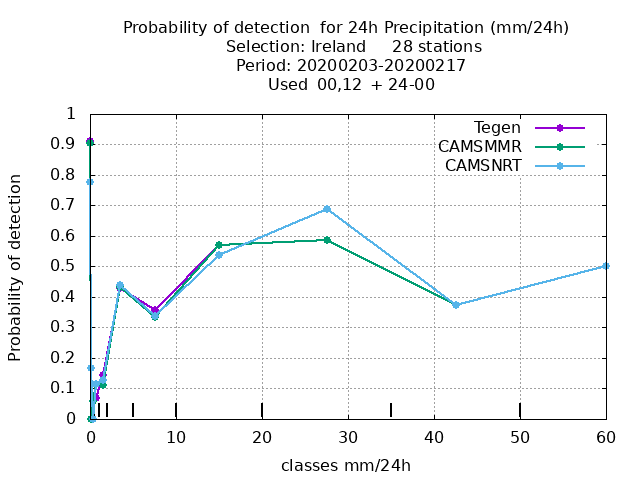 Probability of detection  for 24h Precipitation (mm/24h)
Selection: Ireland     28 stations
Period: 20200203-20200217
Used  00,12  + 24-00
Tegen
CAMSMMR
CAMSNRT
Probability of detection
1
0.9
0.8
0.7
0.6
0.5
0.4
0.3
0.2
0.1
0
0 10 20 30 40 50 60
classes mm/24h